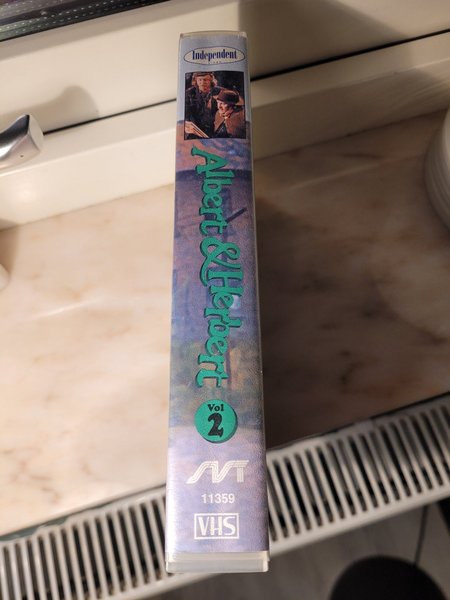 Independent
Albert & Herbert
Vol
2
SVT
11359
VHS